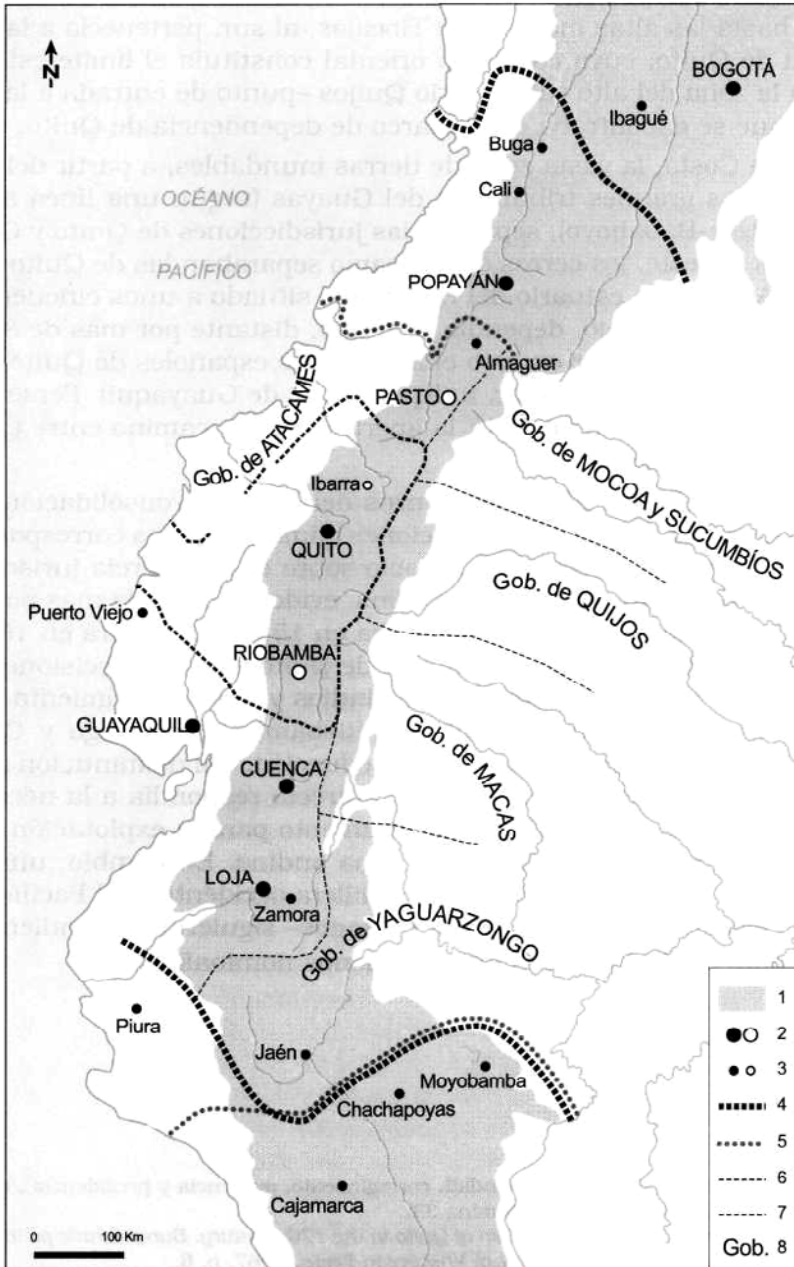 N
BOGOTÁ
Ibagué
Buga
Cali
OCÉANO
PACÍFICO
POPAYÁN
Almaguer
PASTOO
Gob. de ATACAMES
Gob. de MOCOA y SUCUMBÍOS
Ibarra
QUITO
Gob. de QUIJOS
Puerto Viejo
RIOBAMBA
GUAYAQUIL
Gob. de MACAS
CUENCA
LOJA
Zamora
Gob. de YAGUARZONGO
Piura
Jaén
Moyobamba
Chachapoyas
Cajamarca
0 100 Km
1
2
3
4
5
6
7
Gob. 8